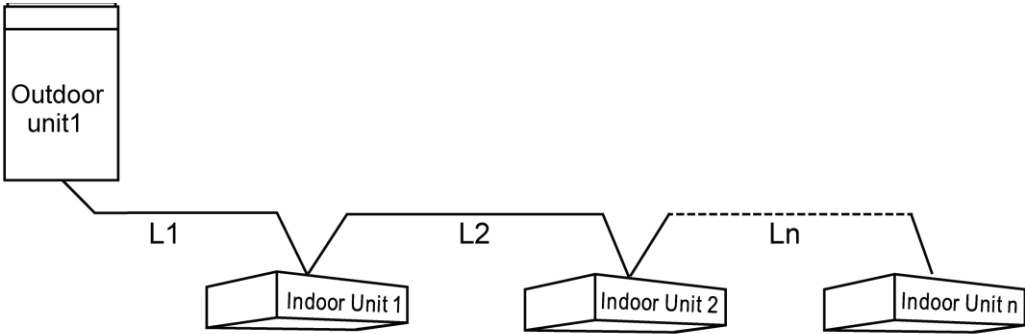 Outdoor
unit1
L1
L2
Ln
Indoor Unit 1
Indoor Unit 2
Indoor Unit n